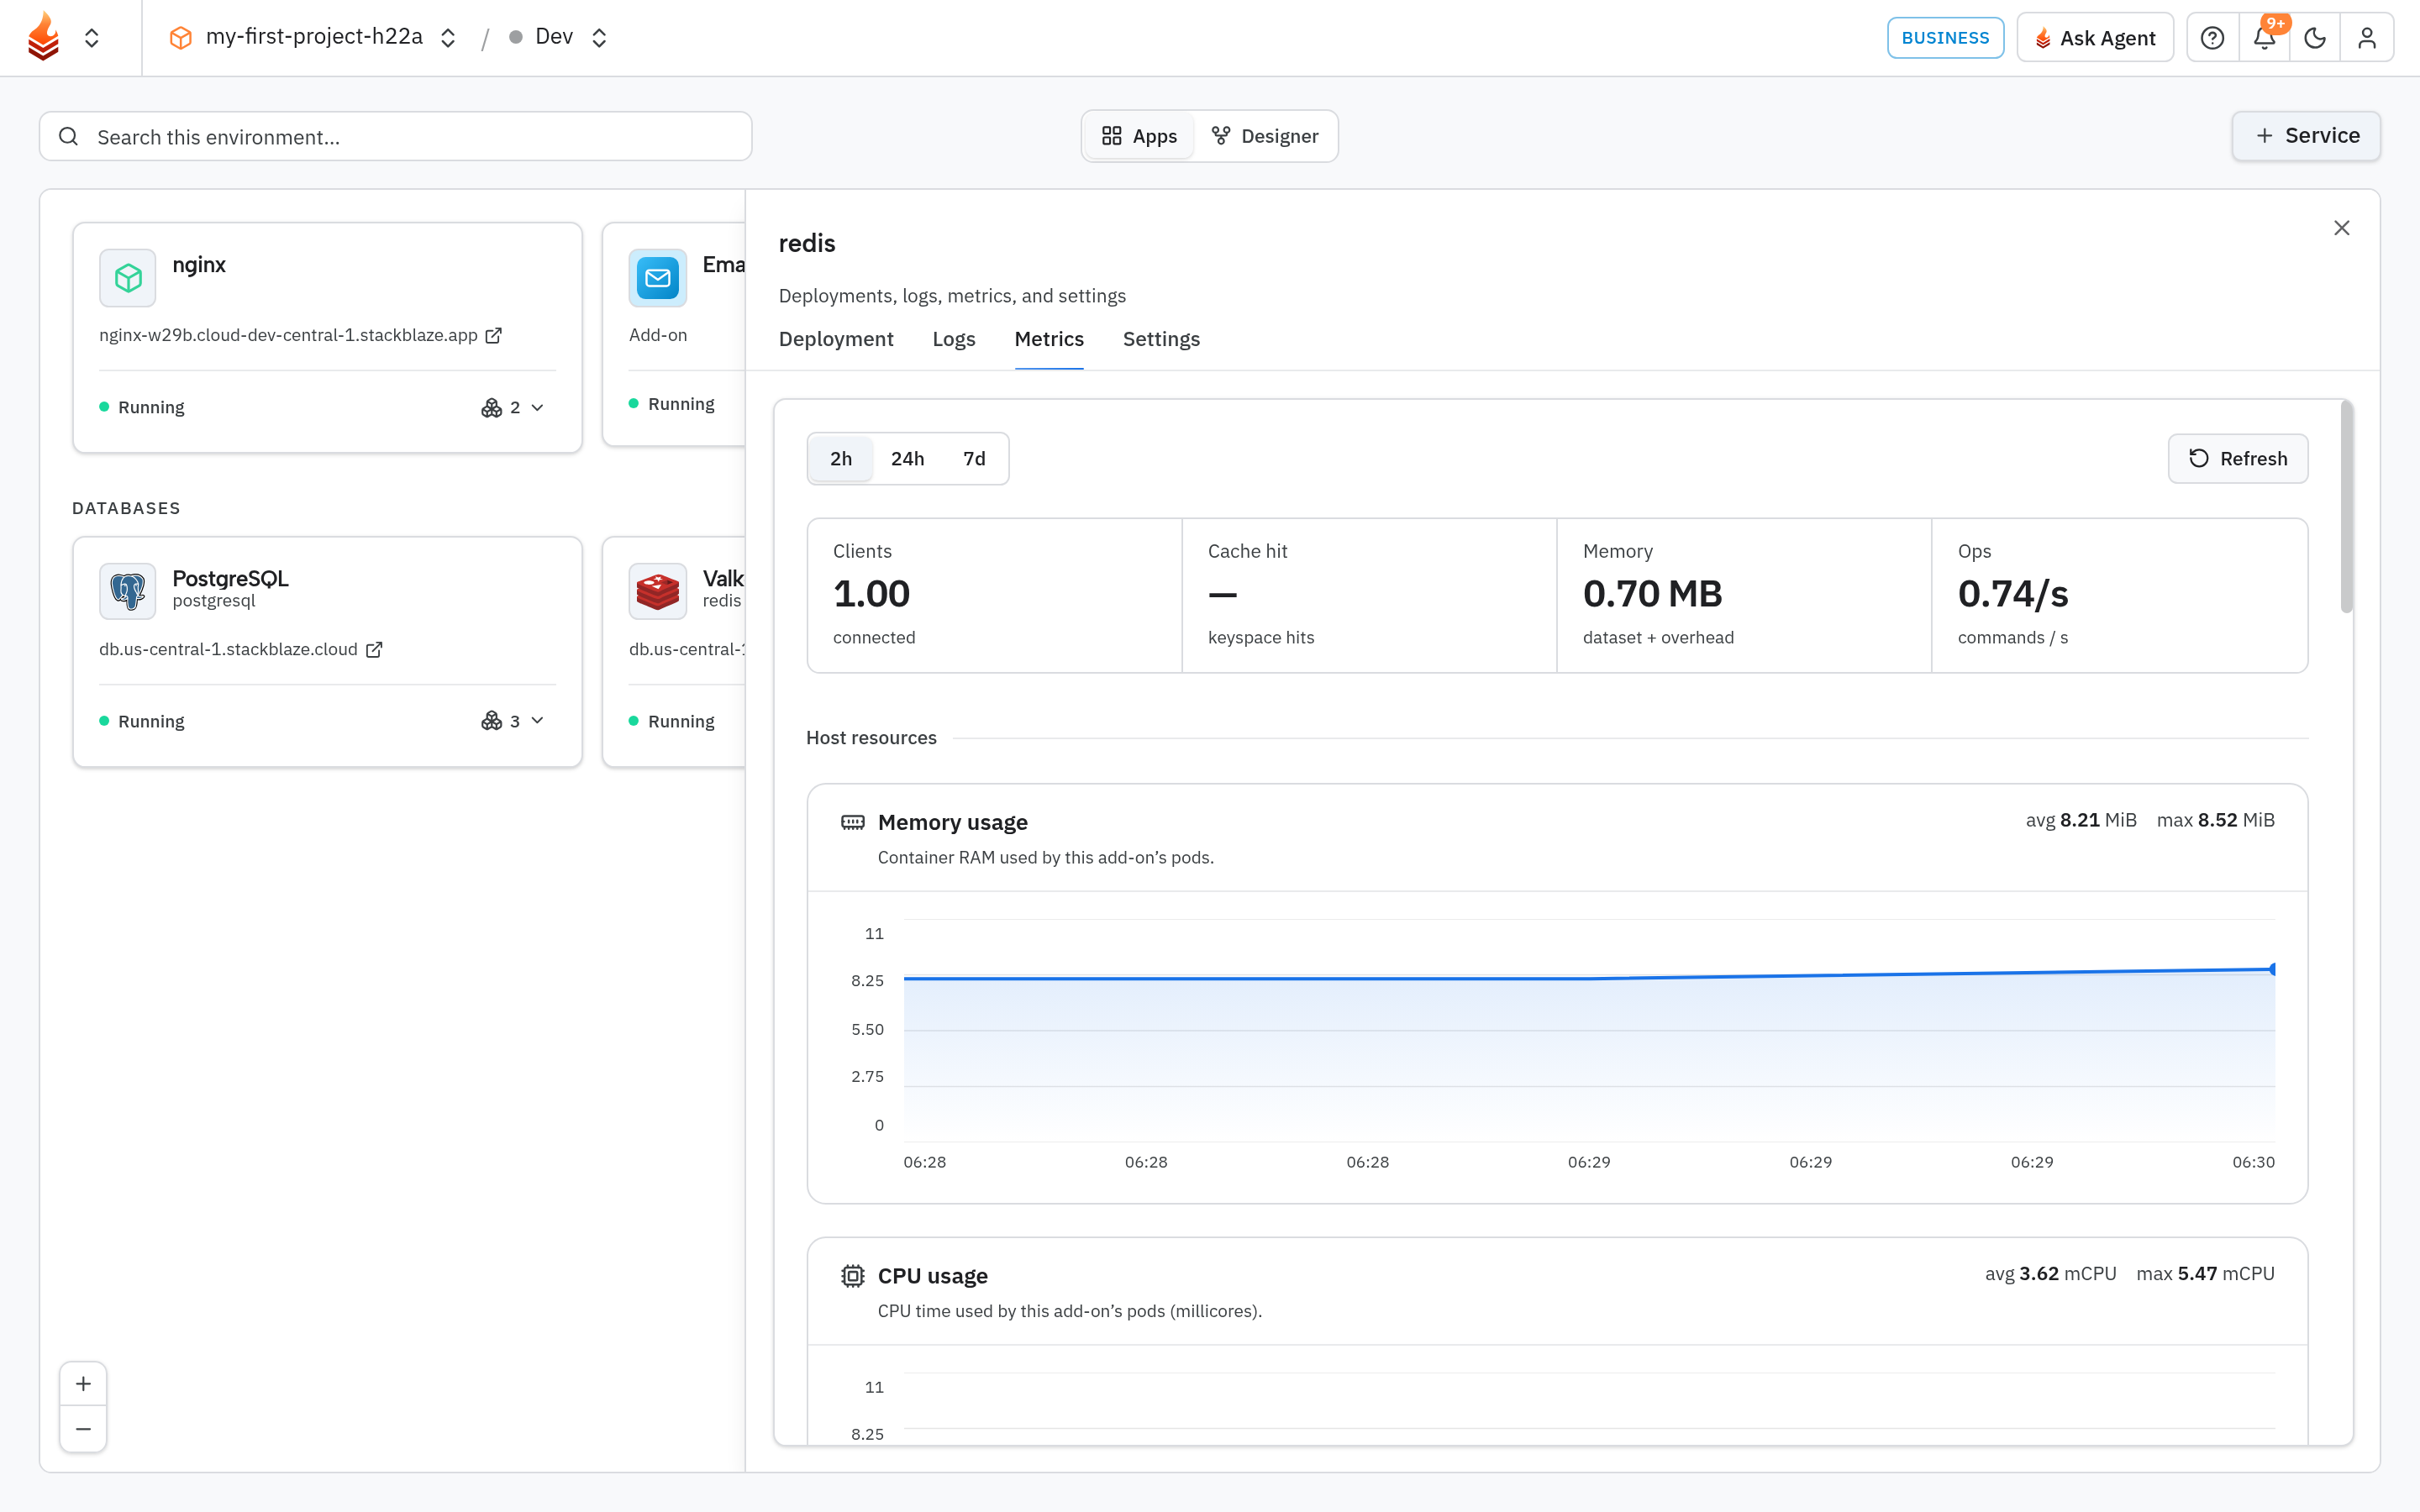 my-first-project-h22a / Dev
BUSINESS
Ask Agent
9+
Search this environment...
Apps
Designer
+ Service
nginx
nginx-w29b.cloud-dev-central-1.stackblaze.app
Running
2
Ema
Add-on
Running
DATABASES
PostgreSQL
postgresql
db.us-central-1.stackblaze.cloud
Running
3
Valk
redis
db.us-central-1
Running
redis
Deployments, logs, metrics, and settings
Deployment
Logs
Metrics
Settings
2h
24h
7d
Refresh
Clients
1.00
connected
Cache hit
—
keyspace hits
Memory
0.70 MB
dataset + overhead
Ops
0.74/s
commands / s
Host resources
Memory usage
avg 8.21 MiB max 8.52 MiB
Container RAM used by this add-on’s pods.
11
8.25
5.50
2.75
0
06:28
06:28
06:28
06:29
06:29
06:29
06:30
CPU usage
avg 3.62 mCPU max 5.47 mCPU
CPU time used by this add-on’s pods (millicores).
11
8.25